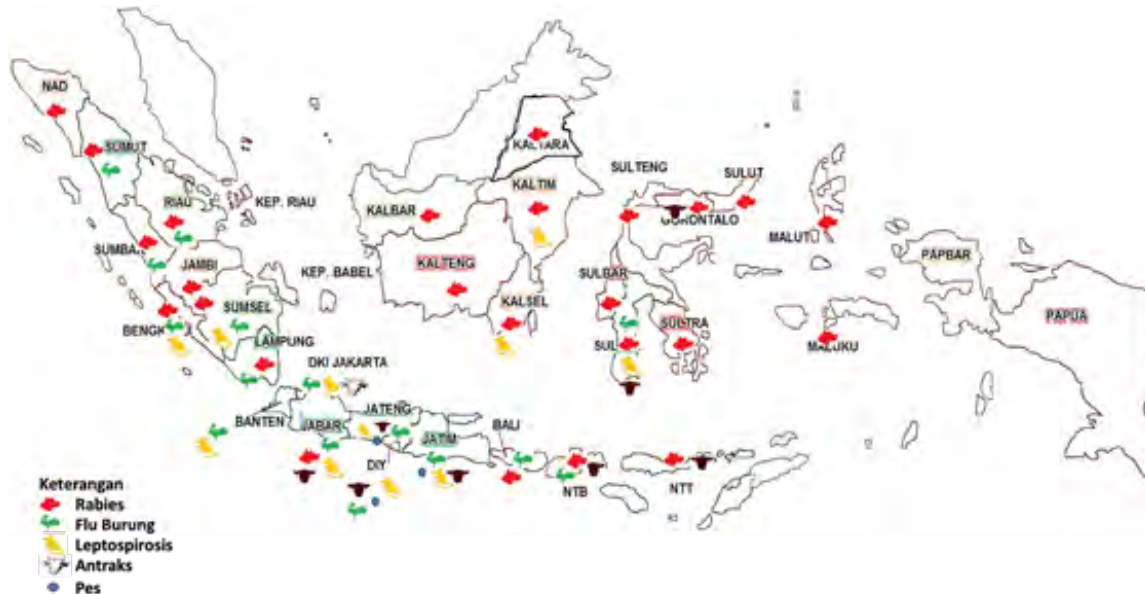 NAD
SUMUT
RIAU
KEP. RIAU
SUMBAR
JAMBI
KEP. BABEL
SUMSEL
BENGK
LAMPUNG
DKI JAKARTA
BANTEN
JABAR
JATENG
DIY
JATIM
BALI
NTB
NTT
KALBAR
KALTENG
KALTARA
KALTIM
KALSEL
SULTENG
GORONTALO
SULUT
SULBAR
SULTRA
MALUT
MALUKU
PAPBAR
PAPUA
Keterangan
Rabies
Flu Burung
Leptospirosis
Antraks
Pes